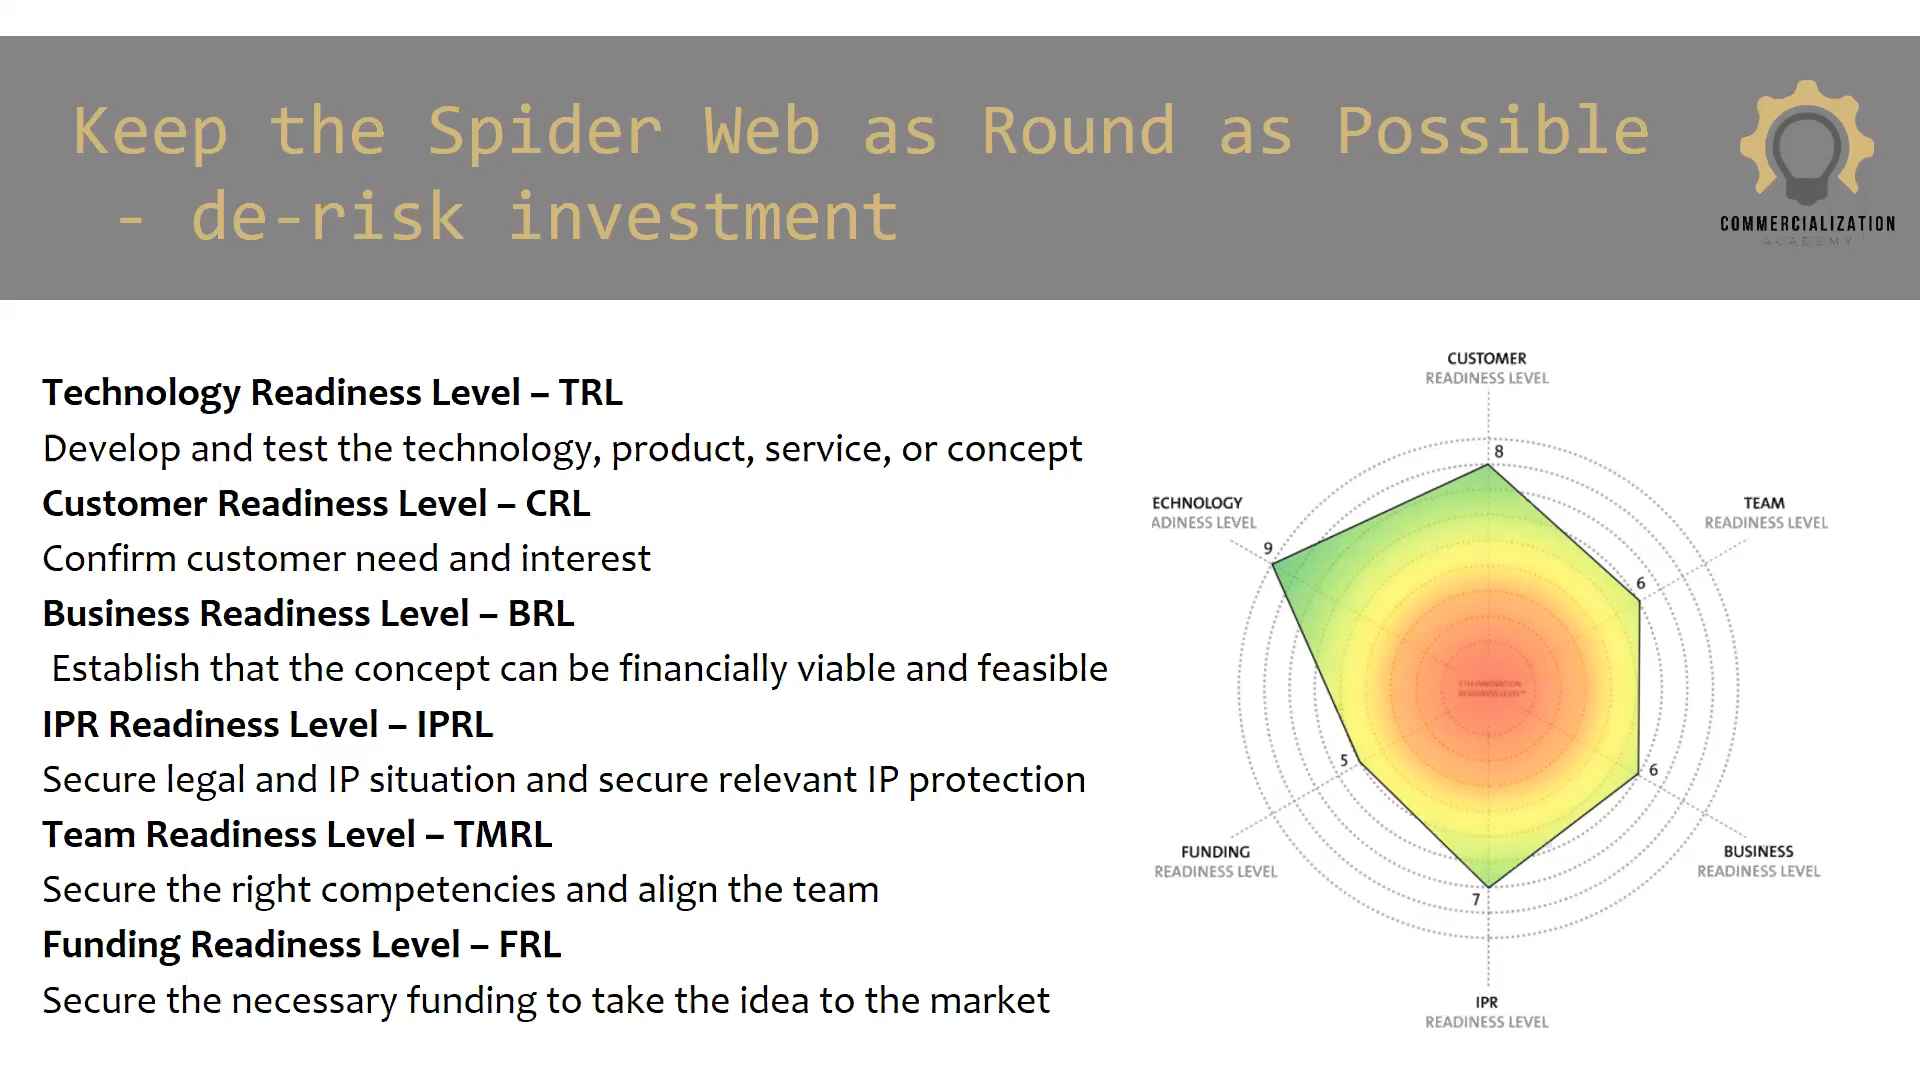 Keep the Spider Web as Round as Possible
- de-risk investment
COMMERCIALIZATION
ACADEMY
Technology Readiness Level – TRL
Develop and test the technology, product, service, or concept
Customer Readiness Level – CRL
Confirm customer need and interest
Business Readiness Level – BRL
Establish that the concept can be financially viable and feasible
IPR Readiness Level – IPRL
Secure legal and IP situation and secure relevant IP protection
Team Readiness Level – TMRL
Secure the right competencies and align the team
Funding Readiness Level – FRL
Secure the necessary funding to take the idea to the market
CUSTOMER
READINESS LEVEL
8
ECHNOLOGY
ADINESS LEVEL
9
TEAM
READINESS LEVEL
6
5
6
FUNDING
READINESS LEVEL
BUSINESS
READINESS LEVEL
7
IPR
READINESS LEVEL